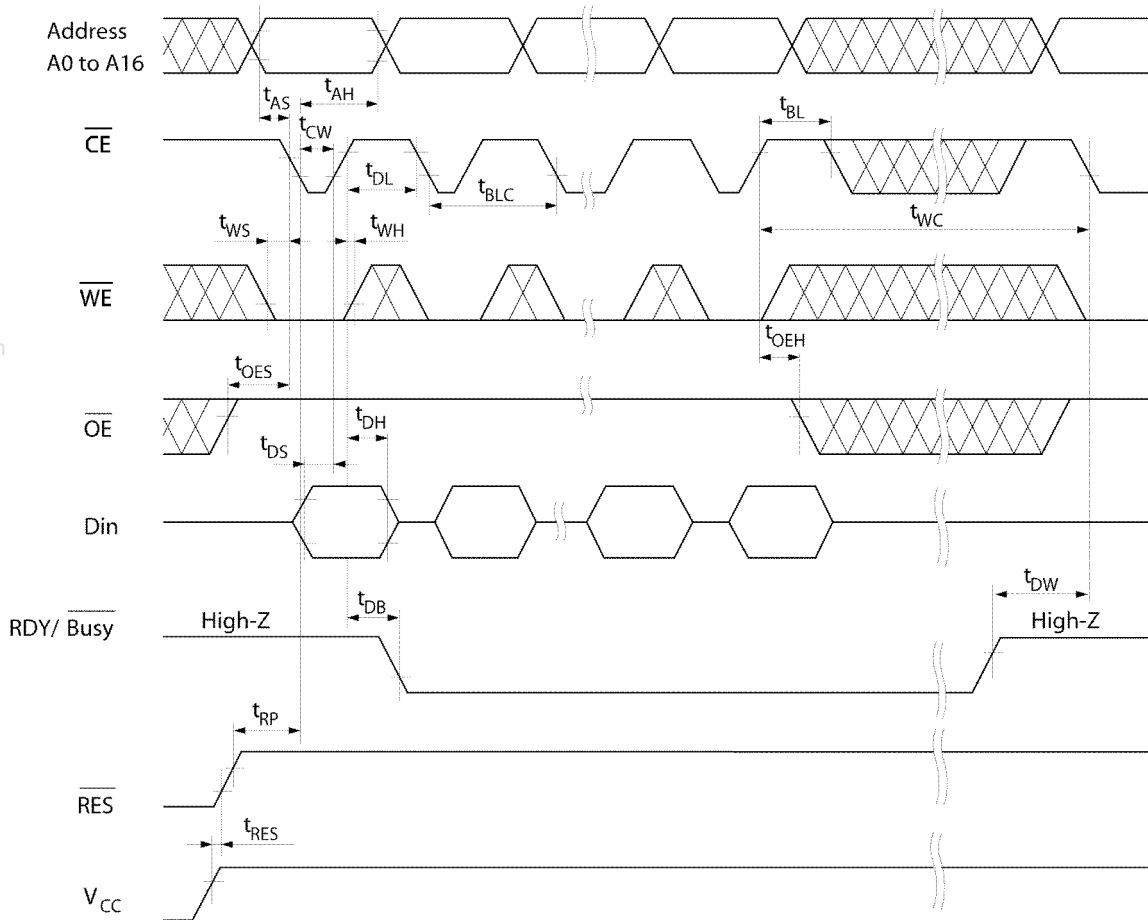 Address
A0 to A16
tAS
tAH
tBL
CE
tCW
tDL
tBLC
tWS
tWH
tWC
WE
tOEH
tOES
OE
tDH
tDS
Din
tDB
tDW
RDY/ Busy
High-Z
High-Z
tRP
RES
tRES
VCC